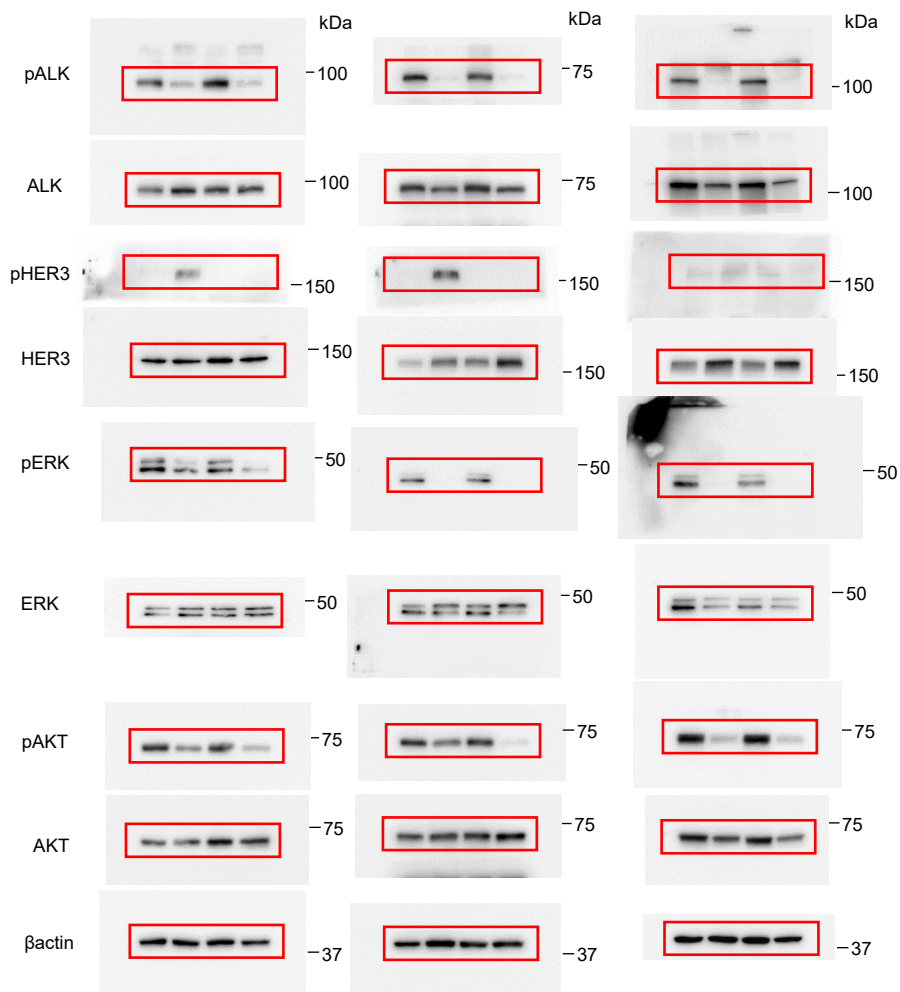 kDa kDa kDa
pALK 100 75 100
ALK 100 75 100
pHER3 150 150 150
HER3 150 150 150
pERK 50 50 50
ERK 50 50 50
pAKT 75 75 75
AKT 75 75 75
βactin 37 37 37